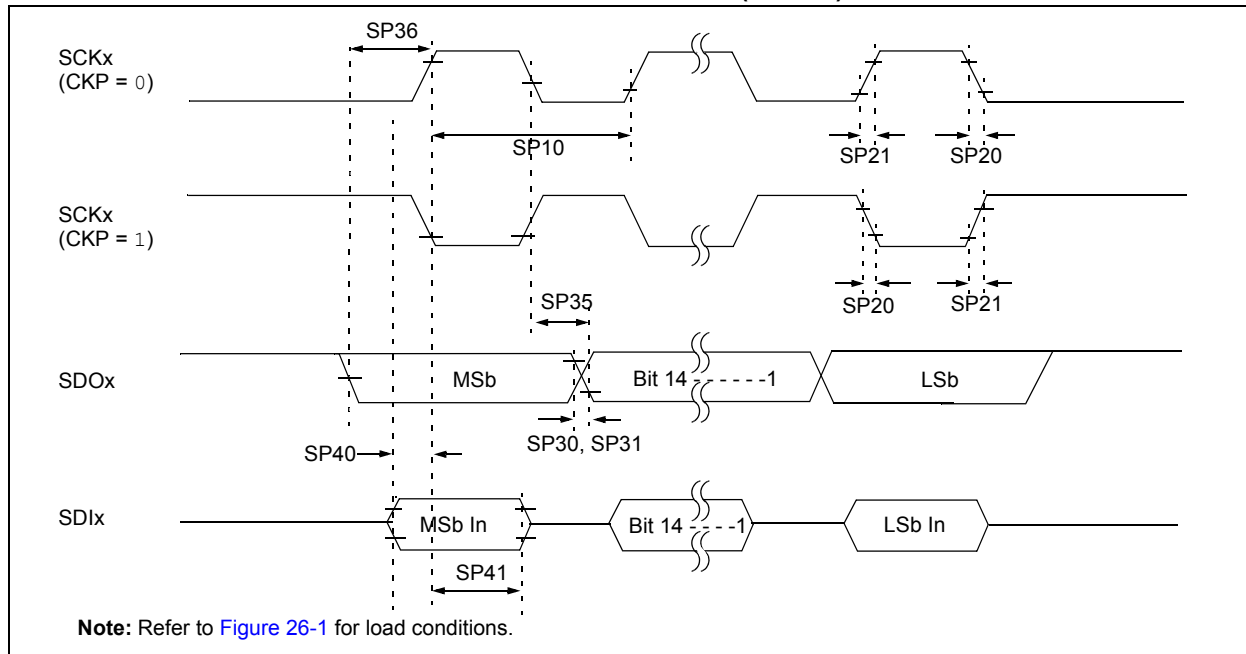 SP36
SCKx
(CKP = 0)
SP10
SP21
SP20
SCKx
(CKP = 1)
SP35
SP20
SP21
SDOx
MSb
Bit 14 - - - - - -1
LSb
SP30, SP31
SP40
SDIx
MSb In
Bit 14 - - - -1
LSb In
SP41
Note: Refer to Figure 26-1 for load conditions.